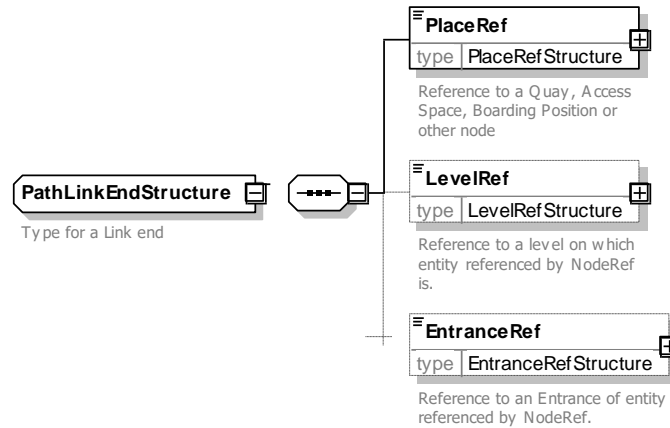 PlaceRef
type PlaceRefStructure
Reference to a Quay, Access
Space, Boarding Position or
other node
PathLinkEndStructure
Type for a Link end
LevelRef
type LevelRefStructure
Reference to a level on which
entity referenced by NodeRef
is.
EntranceRef
type EntranceRefStructure
Reference to an Entrance of entity
referenced by NodeRef.